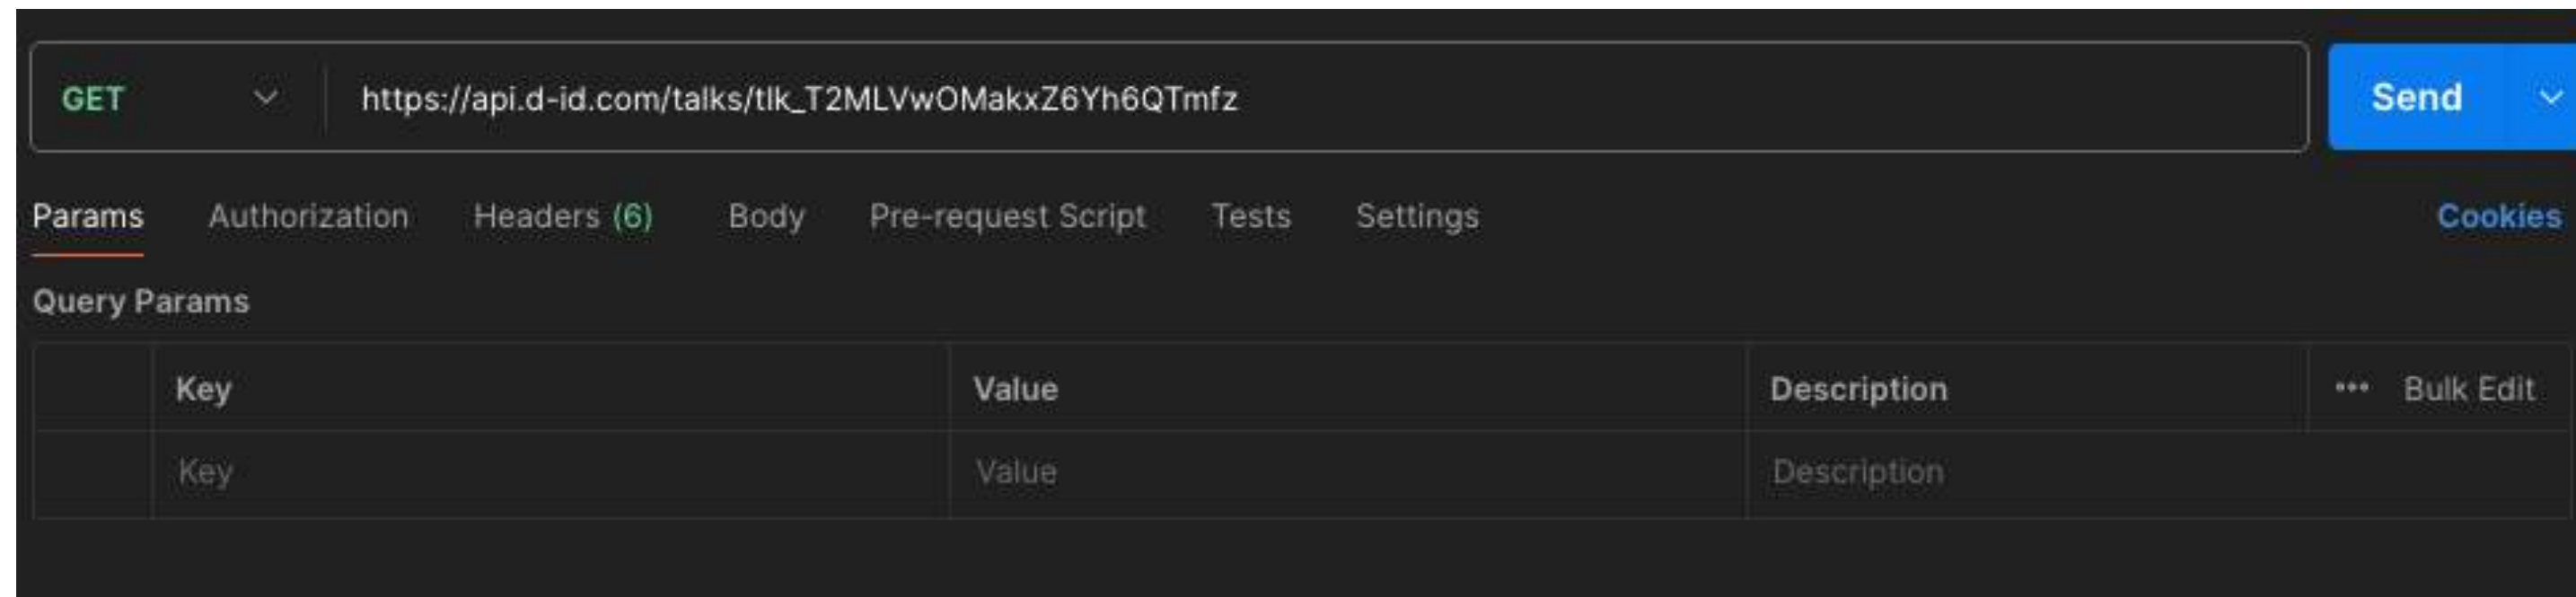 GET https://api.d-id.com/talks/tlk_T2MLVwOMakxZ6Yh6QTmfz Send
Params Authorization Headers (6) Body Pre-request Script Tests Settings Cookies
Query Params
Key Value Description ••• Bulk Edit
Key Value Description